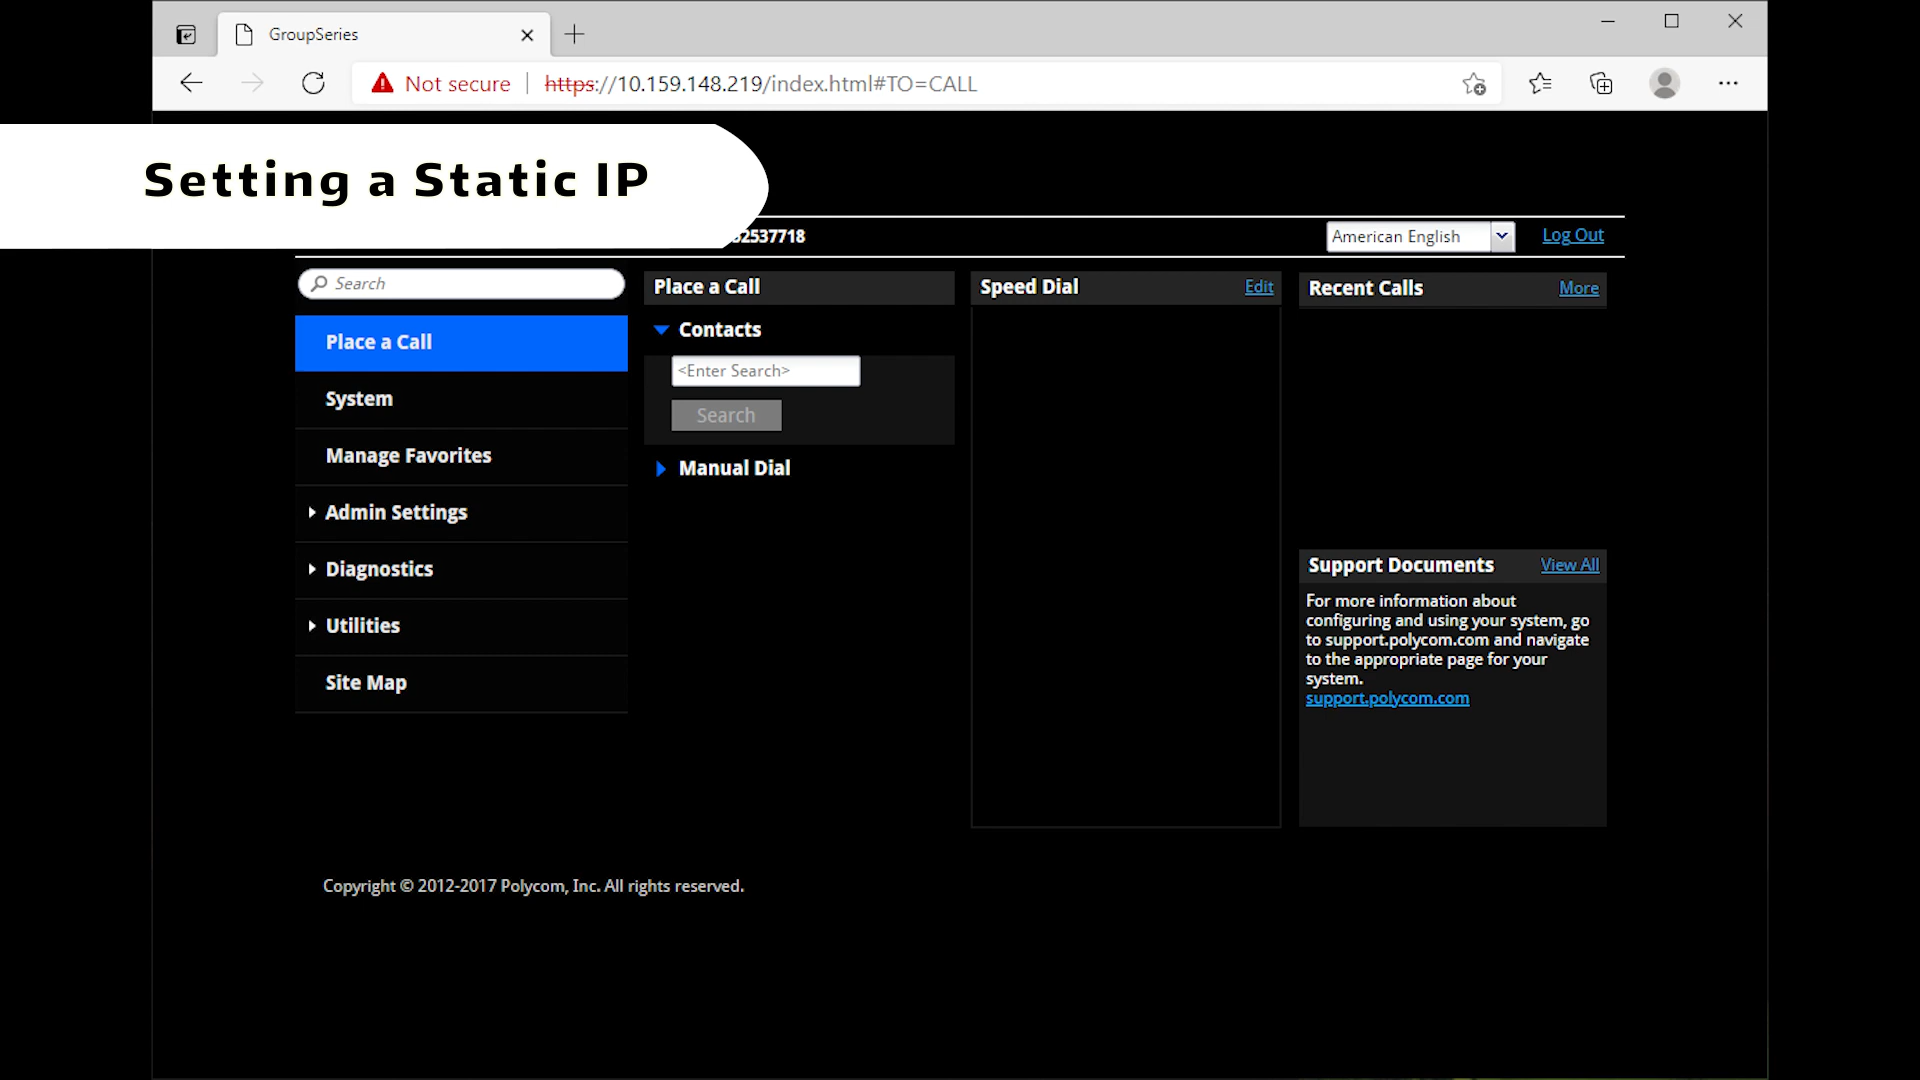 GroupSeries
Not secure https://10.159.148.219/index.html#TO=CALL
Setting a Static IP
2537718
American English
Log Out
Search
Place a Call
System
Manage Favorites
Admin Settings
Diagnostics
Utilities
Site Map
Place a Call
Contacts
<Enter Search>
Search
Manual Dial
Speed Dial
Edit
Recent Calls
More
Support Documents
View All
For more information about
configuring and using your system, go
to support.polycom.com and navigate
to the appropriate page for your
system.
support.polycom.com
Copyright © 2012-2017 Polycom, Inc. All rights reserved.